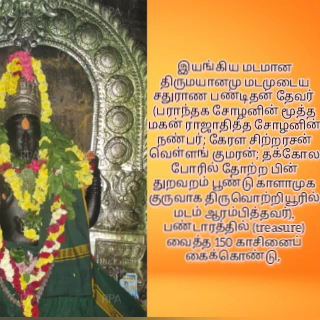 இயங்கிய மடமான
திருமயானமு மடமுடைய
சதுராண பண்டிதன் தேவர்
(பராந்தக சோழனின் மூத்த
மகன் ராஜாதித்த சோழனின்
நண்பர்; கேரள சிற்றரசன்
வெள்ளங் குமரன்; தக்கோல
போரில் தோற்ற பின்
துறவறம் பூண்டு காளாமுக
குருவாக திருவொற்றியூரில்
மடம் ஆரம்பித்தவர்),
பண்டாரத்தில் (treasure)
வைத்த 150 காசினைப்
கைக்கொண்டு,